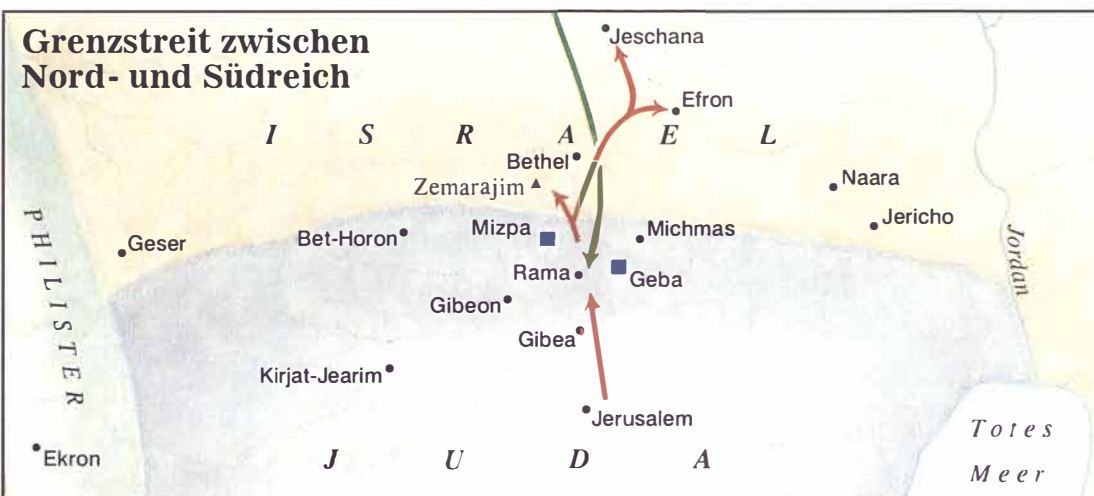 Grenzstreit zwischen
Nord- und Südreich
Jeschana
Efron
I S R A E L
Bethel
Zemarajim
Naara
Jericho
PHILISTER
Geser
Bet-Horon
Mizpa
Michmas
Jordan
Rama
Geba
Gibeon
Gibea
Kirjat-Jearim
Jerusalem
Totes
Meer
Ekron
J U D A